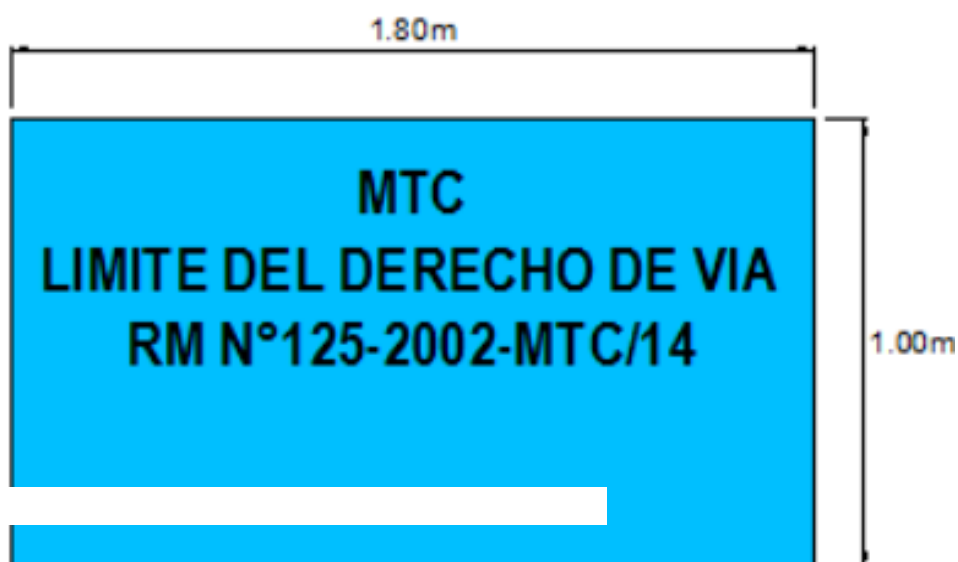 1.80m
MTC
LIMITE DEL DERECHO DE VIA
RM N°125-2002-MTC/14
1.00m